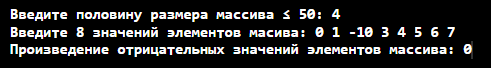 Введите половину размера массива ≤ 50: 4
Введите 8 значений элементов масива: 0 1 -10 3 4 5 6 7
Произведение отрицательных значений элементов массива: 0